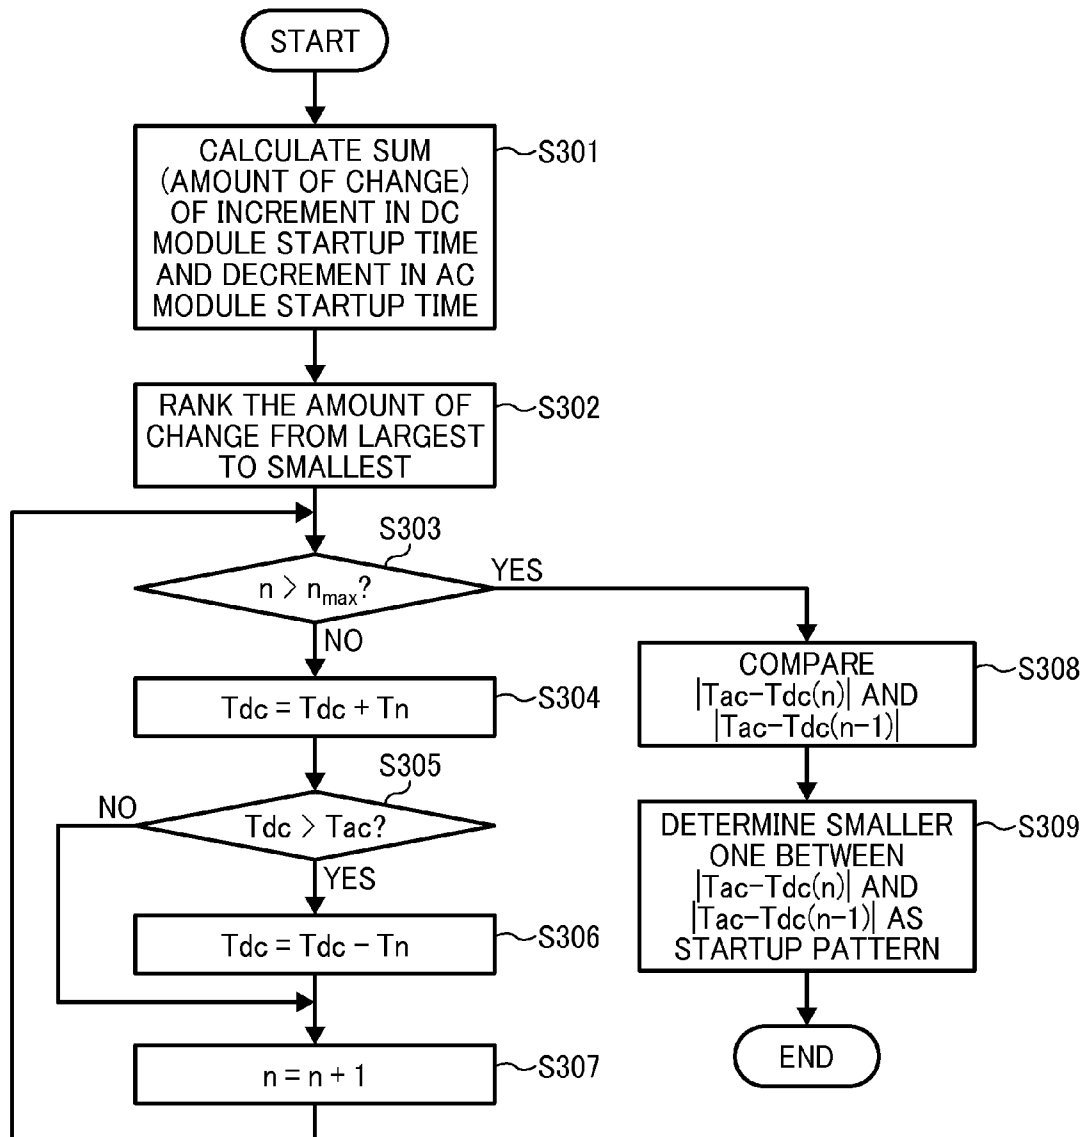 START
CALCULATE SUM
(AMOUNT OF CHANGE)
OF INCREMENT IN DC
MODULE STARTUP TIME
AND DECREMENT IN AC
MODULE STARTUP TIME
S301
RANK THE AMOUNT OF
CHANGE FROM LARGEST
TO SMALLEST
S302
S303
n > nmax?
YES
NO
Tdc = Tdc + Tn
S304
S305
NO
Tdc > Tac?
YES
Tdc = Tdc − Tn
S306
n = n + 1
S307
COMPARE
|Tac−Tdc(n)| AND
|Tac−Tdc(n−1)|
S308
DETERMINE SMALLER
ONE BETWEEN
|Tac−Tdc(n)| AND
|Tac−Tdc(n−1)| AS
STARTUP PATTERN
S309
END